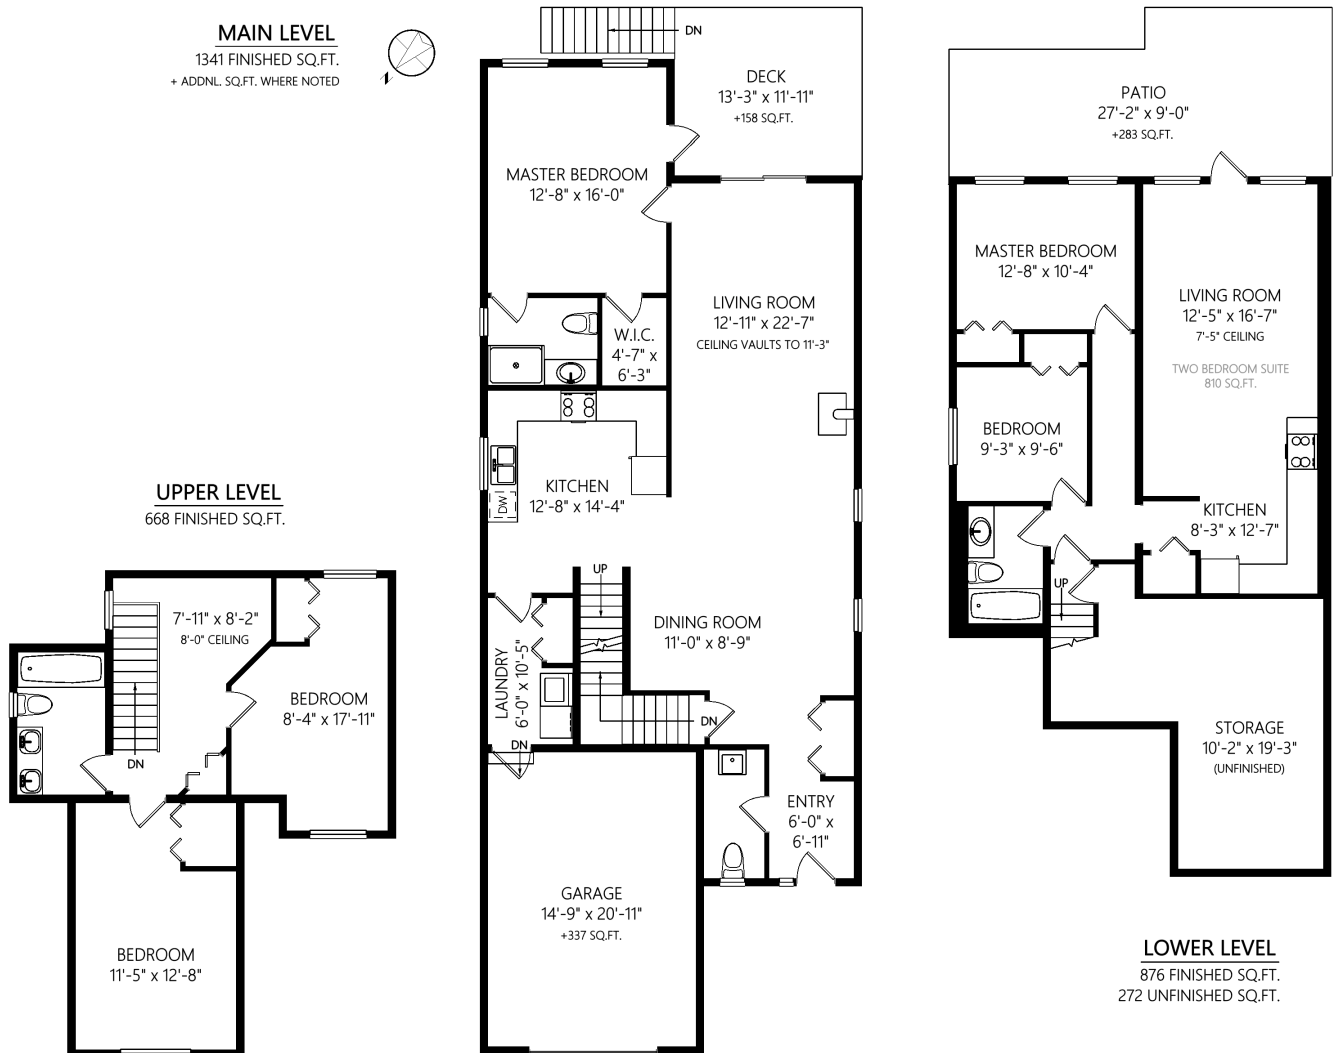 MAIN LEVEL
1341 FINISHED SQ.FT.
+ ADDNL. SQ.FT. WHERE NOTED
N
DN
DECK
13'-3" x 11'-11"
+158 SQ.FT.
MASTER BEDROOM
12'-8" x 16'-0"
LIVING ROOM
12'-11" x 22'-7"
CEILING VAULTS TO 11'-3"
W.I.C.
4'-7" x
6'-3"
KITCHEN
12'-8" x 14'-4"
DW
UP
DINING ROOM
11'-0" x 8'-9"
LAUNDRY
6'-0" x 10'-5"
DN
DN
ENTRY
6'-0" x
6'-11"
GARAGE
14'-9" x 20'-11"
+337 SQ.FT.
UPPER LEVEL
668 FINISHED SQ.FT.
7'-11" x 8'-2"
8'-0" CEILING
BEDROOM
8'-4" x 17'-11"
DN
BEDROOM
11'-5" x 12'-8"
PATIO
27'-2" x 9'-0"
+283 SQ.FT.
MASTER BEDROOM
12'-8" x 10'-4"
LIVING ROOM
12'-5" x 16'-7"
7'-5" CEILING
TWO BEDROOM SUITE
810 SQ.FT.
BEDROOM
9'-3" x 9'-6"
KITCHEN
8'-3" x 12'-7"
UP
STORAGE
10'-2" x 19'-3"
(UNFINISHED)
LOWER LEVEL
876 FINISHED SQ.FT.
272 UNFINISHED SQ.FT.